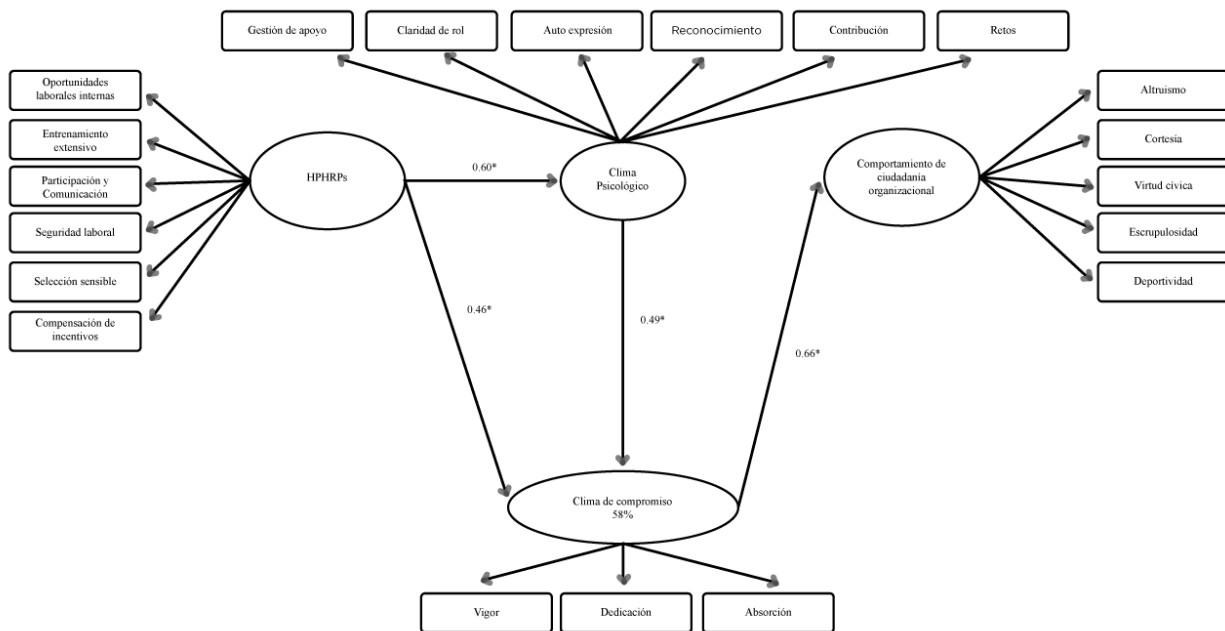 Gestión de apoyo
Claridad de rol
Auto expresión
Reconocimiento
Contribución
Retos
Oportunidades
laborales internas
Entrenamiento
extensivo
Participación y
Comunicación
Seguridad laboral
Selección sensible
Compensación de
incentivos
HPHRPs
0.60*
Clima
Psicológico
Comportamiento de
ciudadanía
organizacional
Altruismo
Cortesía
Virtud cívica
Escrupulosidad
Deportividad
0.46*
0.49*
0.66*
Clima de compromiso
58%
Vigor
Dedicación
Absorción